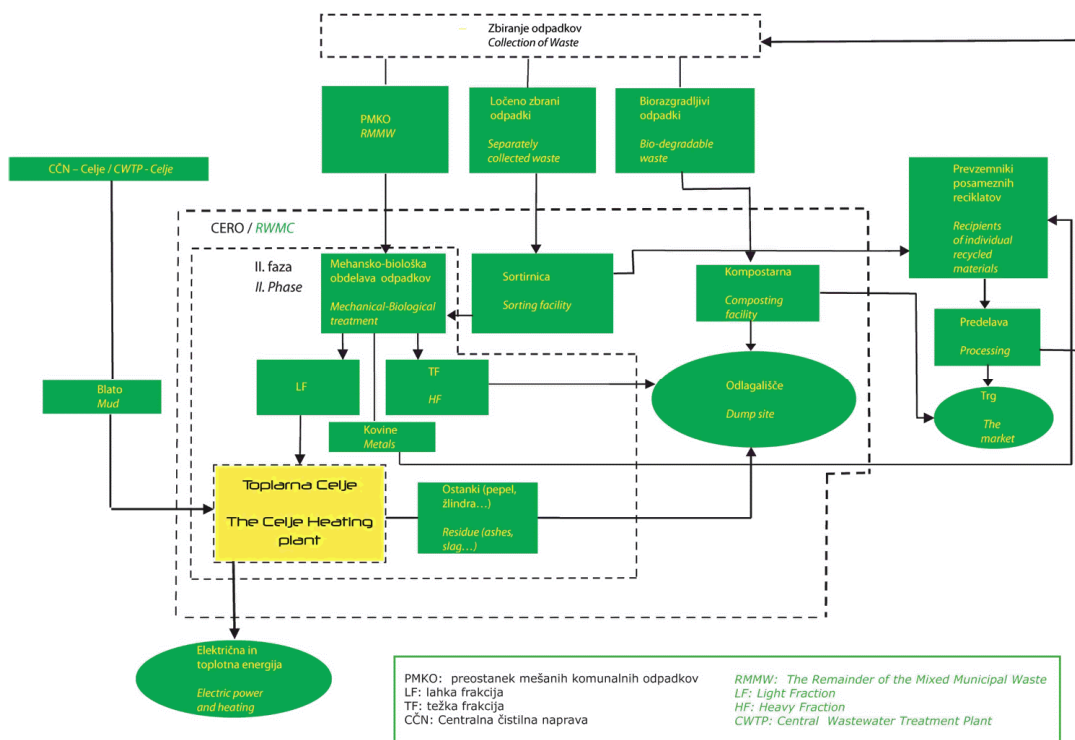 Zbiranje odpadkov
Collection of Waste
PMKO
RMMW
Ločeno zbrani
odpadki
Separately
collected waste
Biorazgradljivi
odpadki
Bio-degradable
waste
CČN – Celje / CWTP - Celje
Prevzemniki
posameznih
reciklatov
Recipients
of individual
recycled
materials
CERO / RWMC
II. faza
II. Phase
Mehansko-biološka
obdelava odpadkov
Mechanical-Biological
treatment
Sortirnica
Sorting facility
Kompostarna
Composting
facility
Predelava
Processing
LF
TF
HF
Odlagališče
Dump site
Trg
The
market
Blato
Mud
Kovine
Metals
Toplarna Celje
The Celje Heating
plant
Ostanki (pepel,
žlindra...)
Residue (ashes,
slag...)
Električna in
toplotna energija
Electric power
and heating
PMKO: preostanek mešanih komunalnih odpadkov
LF: lahka frakcija
TF: težka frakcija
CČN: Centralna čistilna naprava
RMMW: The Remainder of the Mixed Municipal Waste
LF: Light Fraction
HF: Heavy Fraction
CWTP: Central Wastewater Treatment Plant